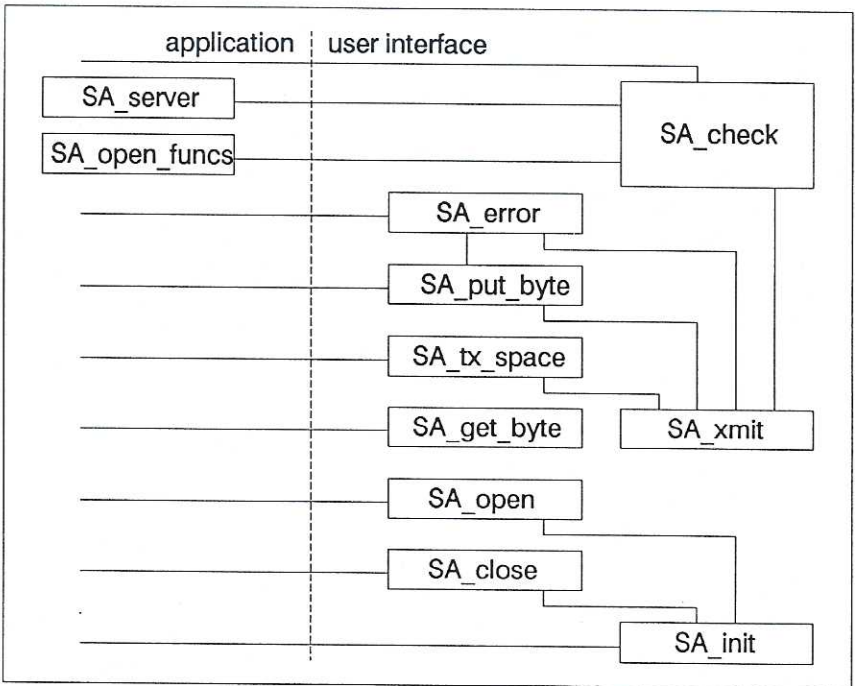 application user interface
SA_server
SA_check
SA_open_funcs
SA_error
SA_put_byte
SA_tx_space
SA_get_byte
SA_xmit
SA_open
SA_close
SA_init